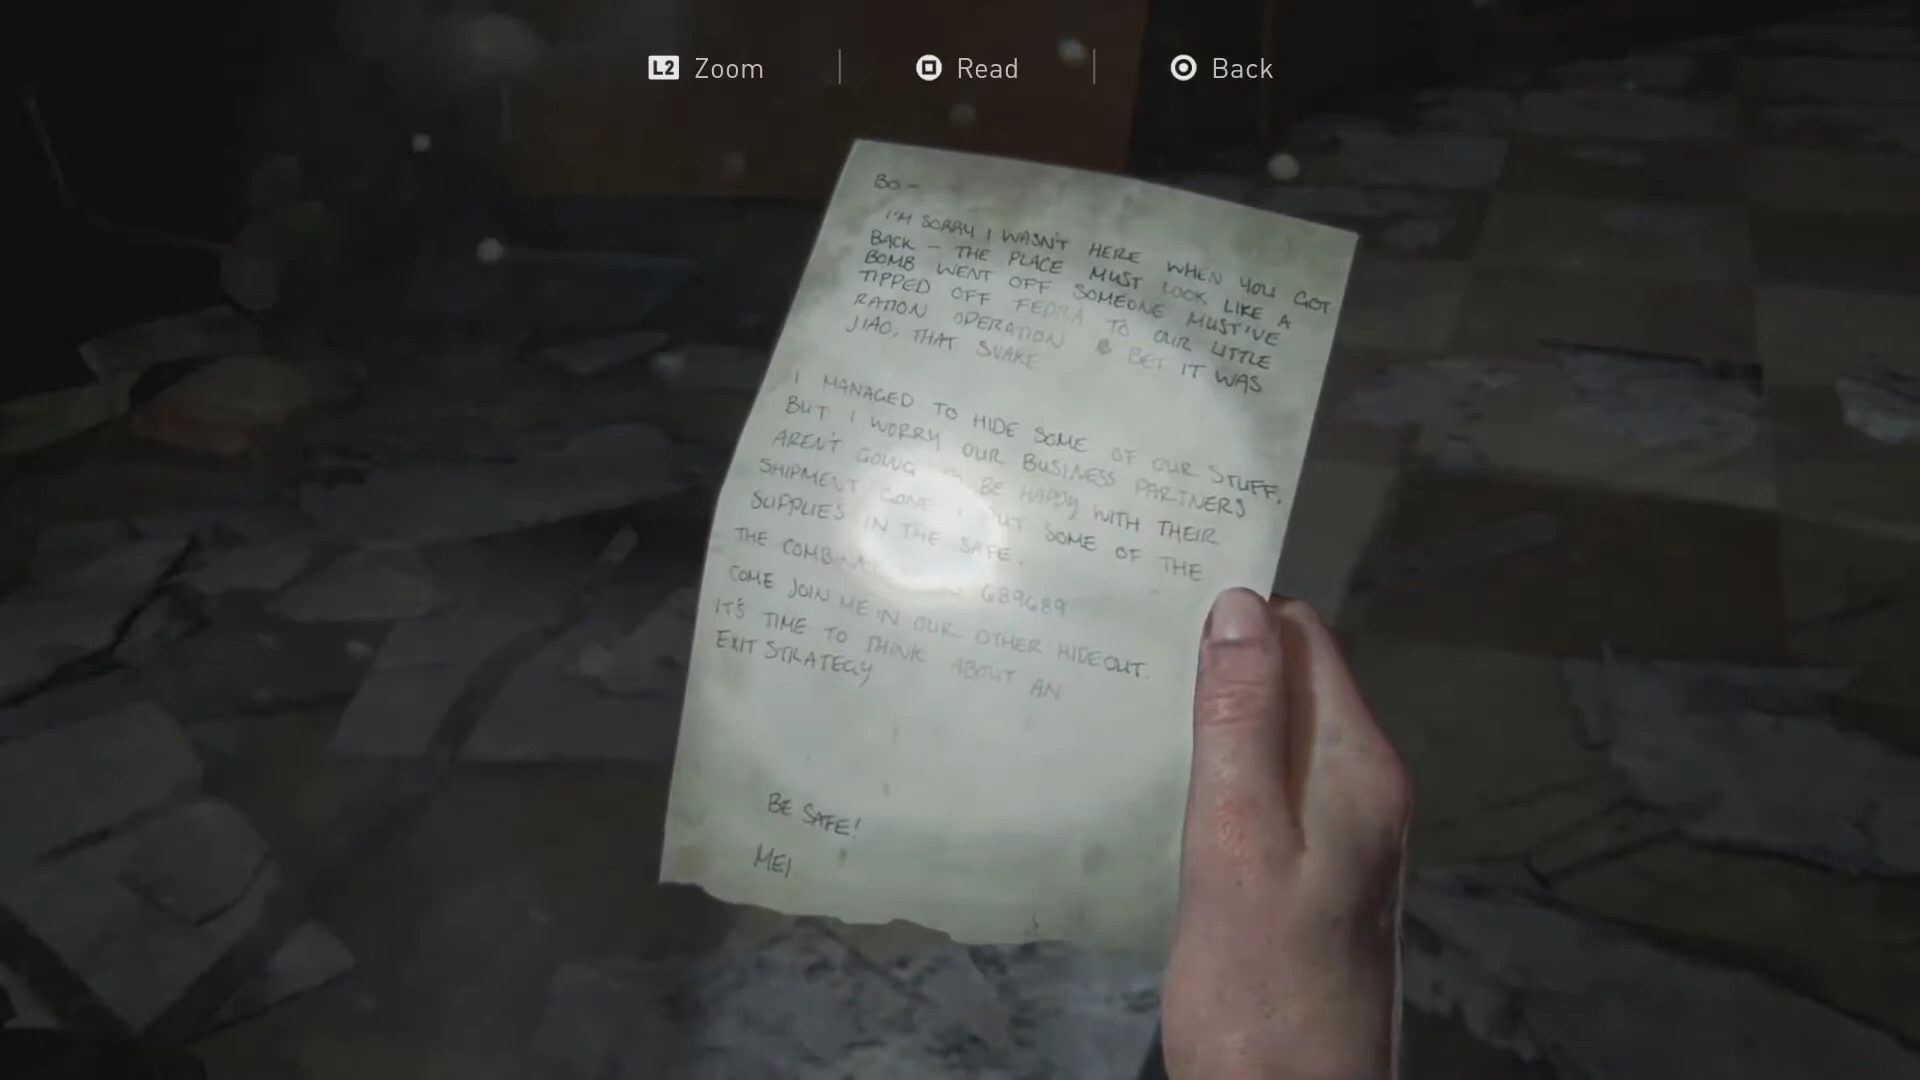 L2 Zoom Read Back
BO-
I'M SORRY I WASN'T HERE WHEN YOU GOT
BACK - THE PLACE MUST LOOK LIKE A
BOMB WENT OFF SOMEONE MUST'VE
TIPPED OFF FEDRA TO OUR LITTLE
RATION OPERATION BET IT WAS
JIAO, THAT SNAKE
I MANAGED TO HIDE SOME OF OUR STUFF,
BUT I WORRY OUR BUSINESS PARTNERS
AREN'T GOING BE HAPPY WITH THEIR
SHIPMENT GONE I SOME OF THE
SUPPLIES IN THE SAFE.
THE 689689
COME JOIN ME IN OUR OTHER HIDEOUT.
IT'S TIME TO THINK ABOUT AN
EXIT STRATEGY
BE SAFE!
MEI